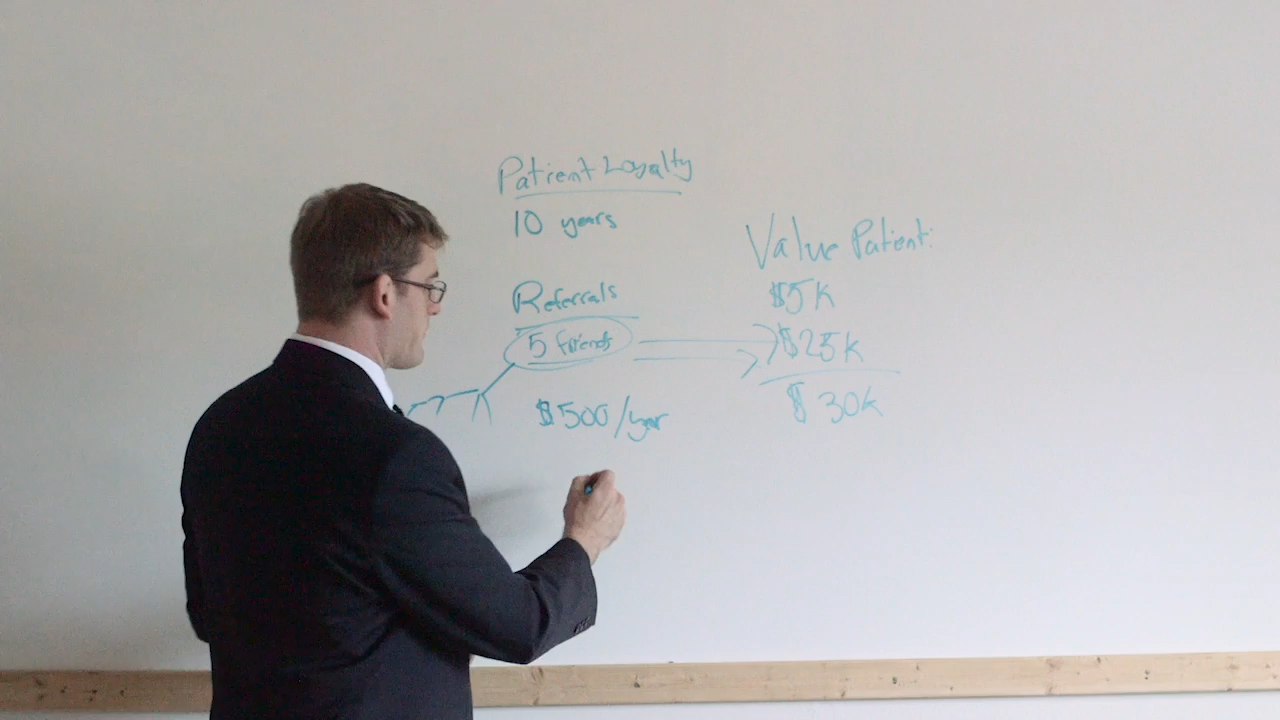 Patient Loyalty
10 years
Referrals
5 friends
$500/year
Value Patient:
$5k
$25k
$30k